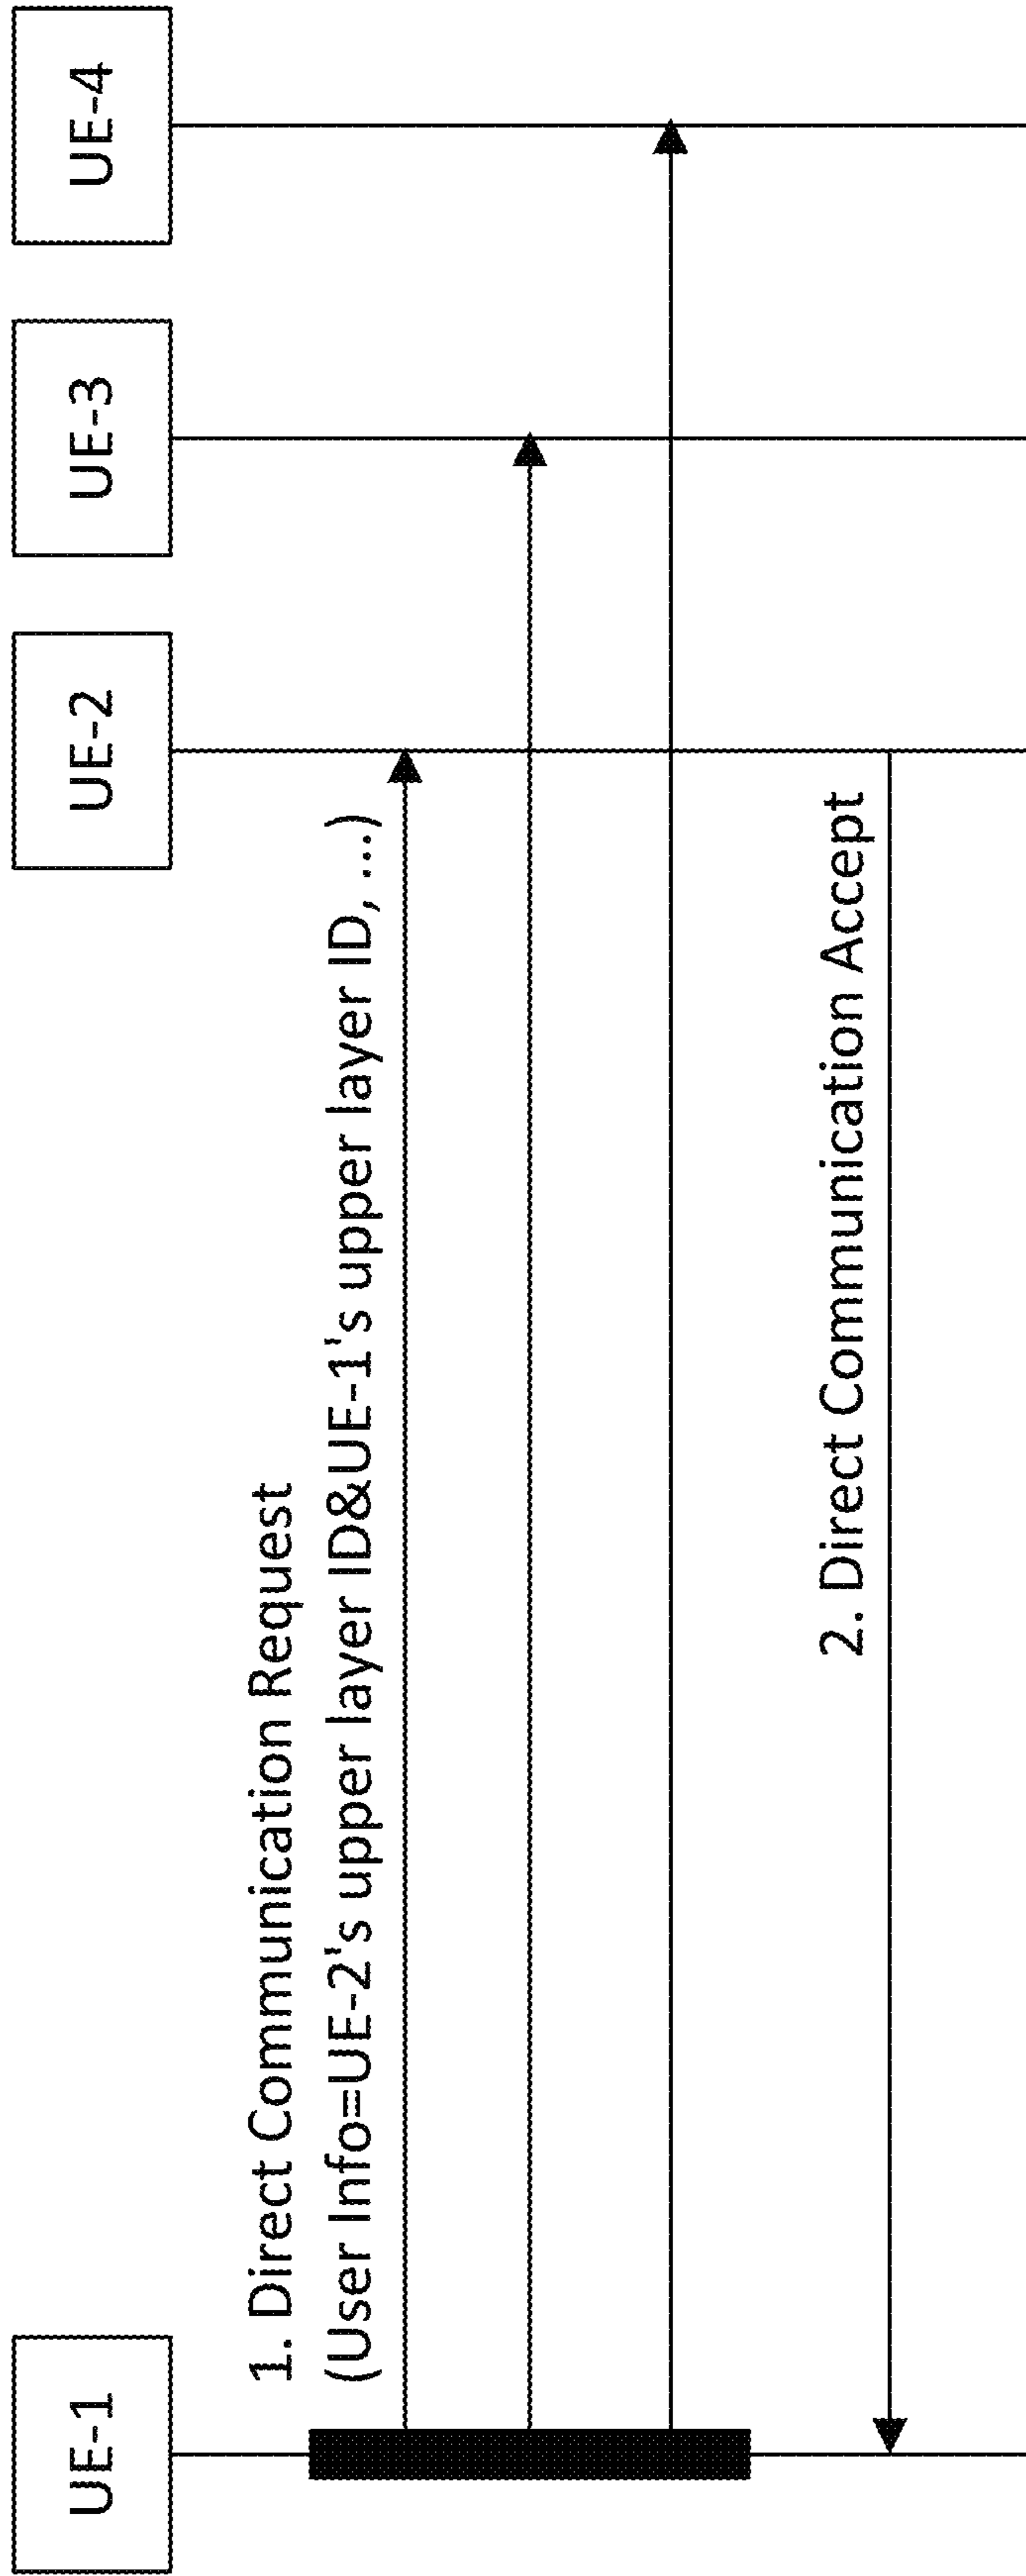 UE-1
UE-2
UE-3
UE-4
1. Direct Communication Request
(User Info=UE-2's upper layer ID&UE-1's upper layer ID, ...)
2. Direct Communication Accept